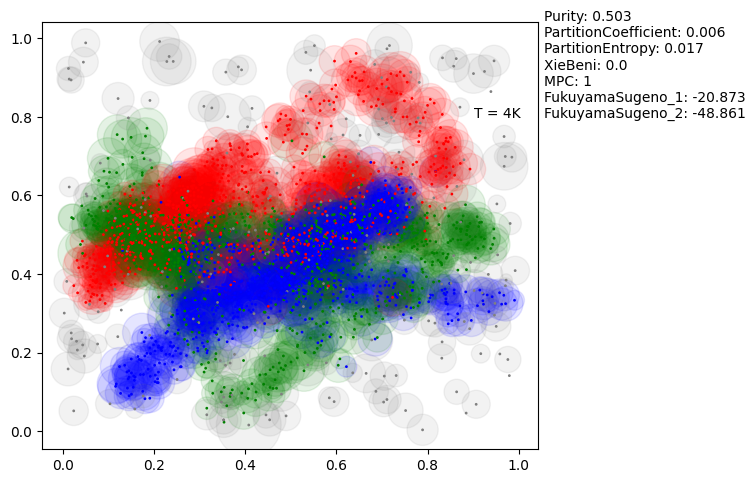 Purity: 0.503
PartitionCoefficient: 0.006
PartitionEntropy: 0.017
XieBeni: 0.0
MPC: 1
FukuyamaSugeno_1: -20.873
FukuyamaSugeno_2: -48.861
T = 4K
1.0
0.8
0.6
0.4
0.2
0.0
0.0 0.2 0.4 0.6 0.8 1.0